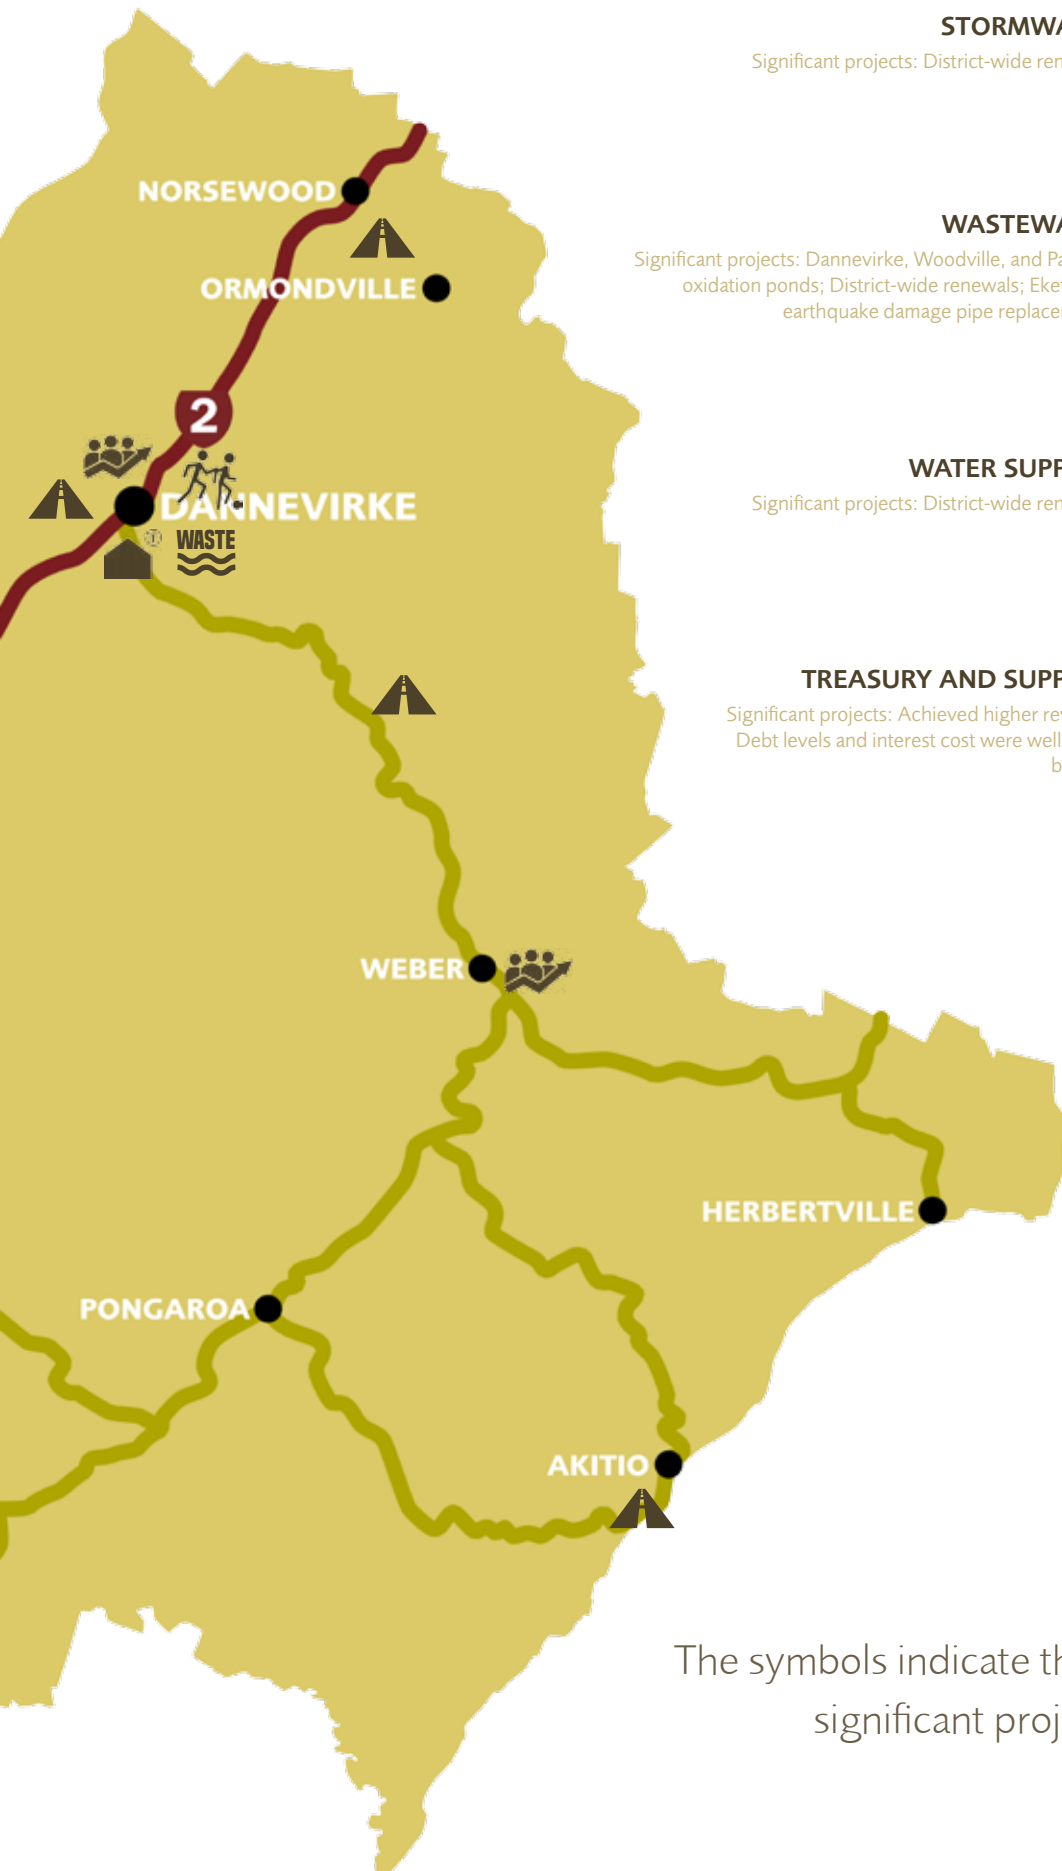 STORMWA
Significant projects: District-wide ren
NORSEWOOD
WASTEWA
Significant projects: Dannevirke, Woodville, and Pa
oxidation ponds; District-wide renewals; Eket
earthquake damage pipe replace
ORMONDVILLE
2
WATER SUPP
Significant projects: District-wide ren
DANNEVIRKE
WASTE
TREASURY AND SUPP
Significant projects: Achieved higher rev
Debt levels and interest cost were well
b
WEBER
HERBERTVILLE
PONGAROA
AKITIO
The symbols indicate th
significant proj